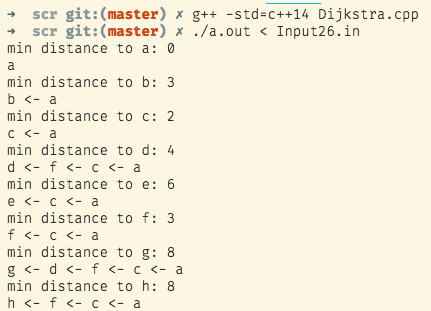 ➜  scr git:(master) ✗ g++ -std=c++14 Dijkstra.cpp
➜  scr git:(master) ✗ ./a.out < Input26.in
min distance to a: 0
a
min distance to b: 3
b <- a
min distance to c: 2
c <- a
min distance to d: 4
d <- f <- c <- a
min distance to e: 6
e <- c <- a
min distance to f: 3
f <- c <- a
min distance to g: 8
g <- d <- f <- c <- a
min distance to h: 8
h <- f <- c <- a